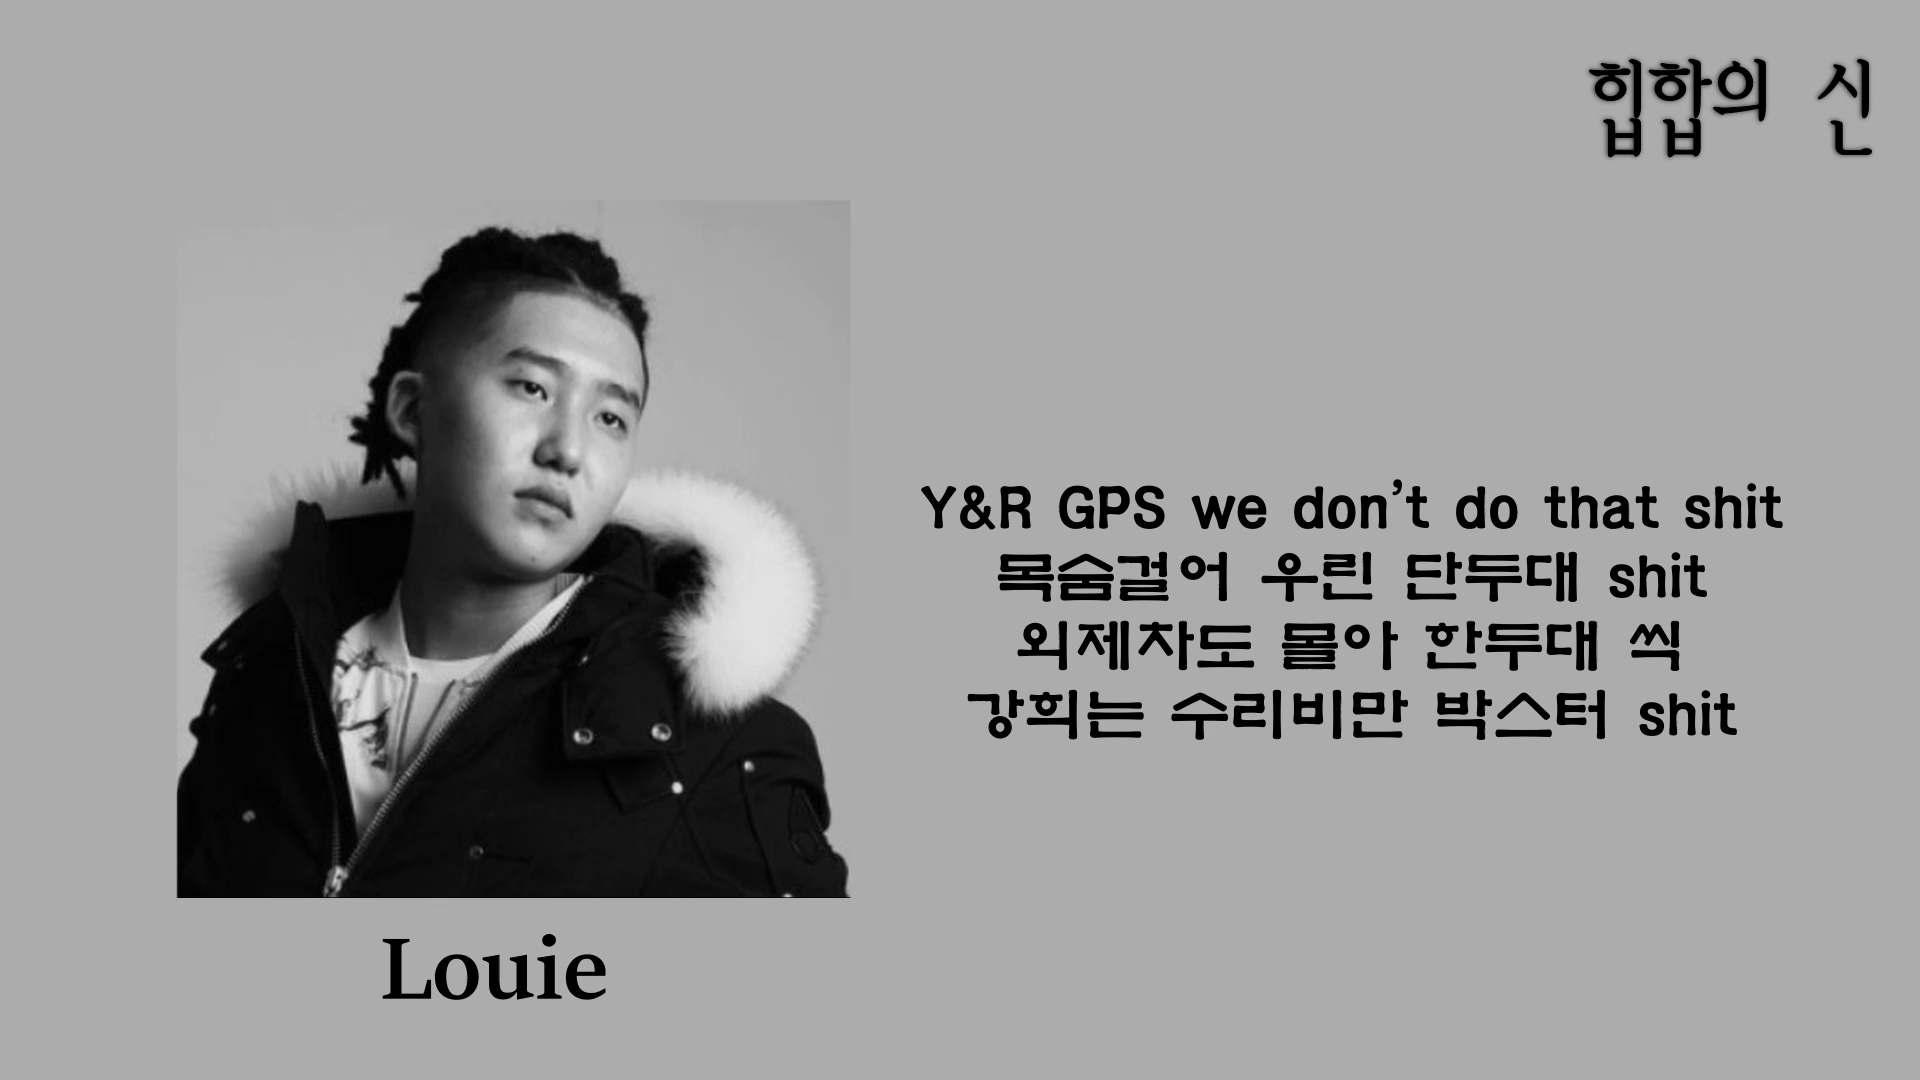 힙합의 신
Y&R GPS we don't do that shit
목숨걸어 우린 단두대 shit
외제차도 몰아 한두대 씩
강희는 수리비만 박스터 shit
Louie